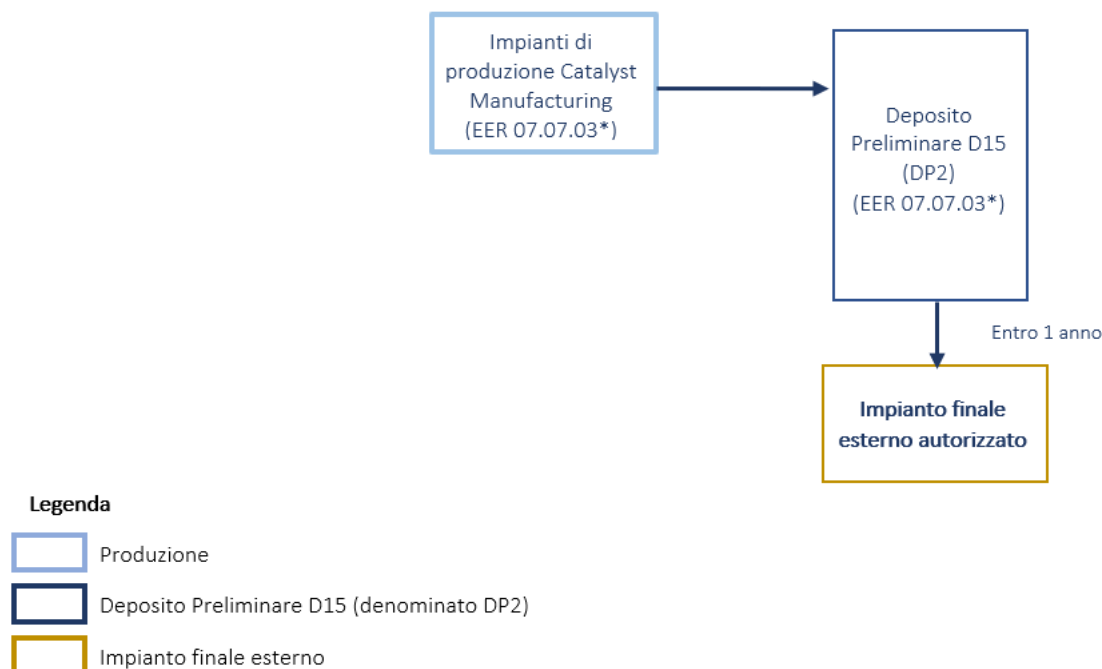 Impianti di
produzione Catalyst
Manufacturing
(EER 07.07.03*)
Deposito
Preliminare D15
(DP2)
(EER 07.07.03*)
Entro 1 anno
Impianto finale
esterno autorizzato
Legenda
Produzione
Deposito Preliminare D15 (denominato DP2)
Impianto finale esterno